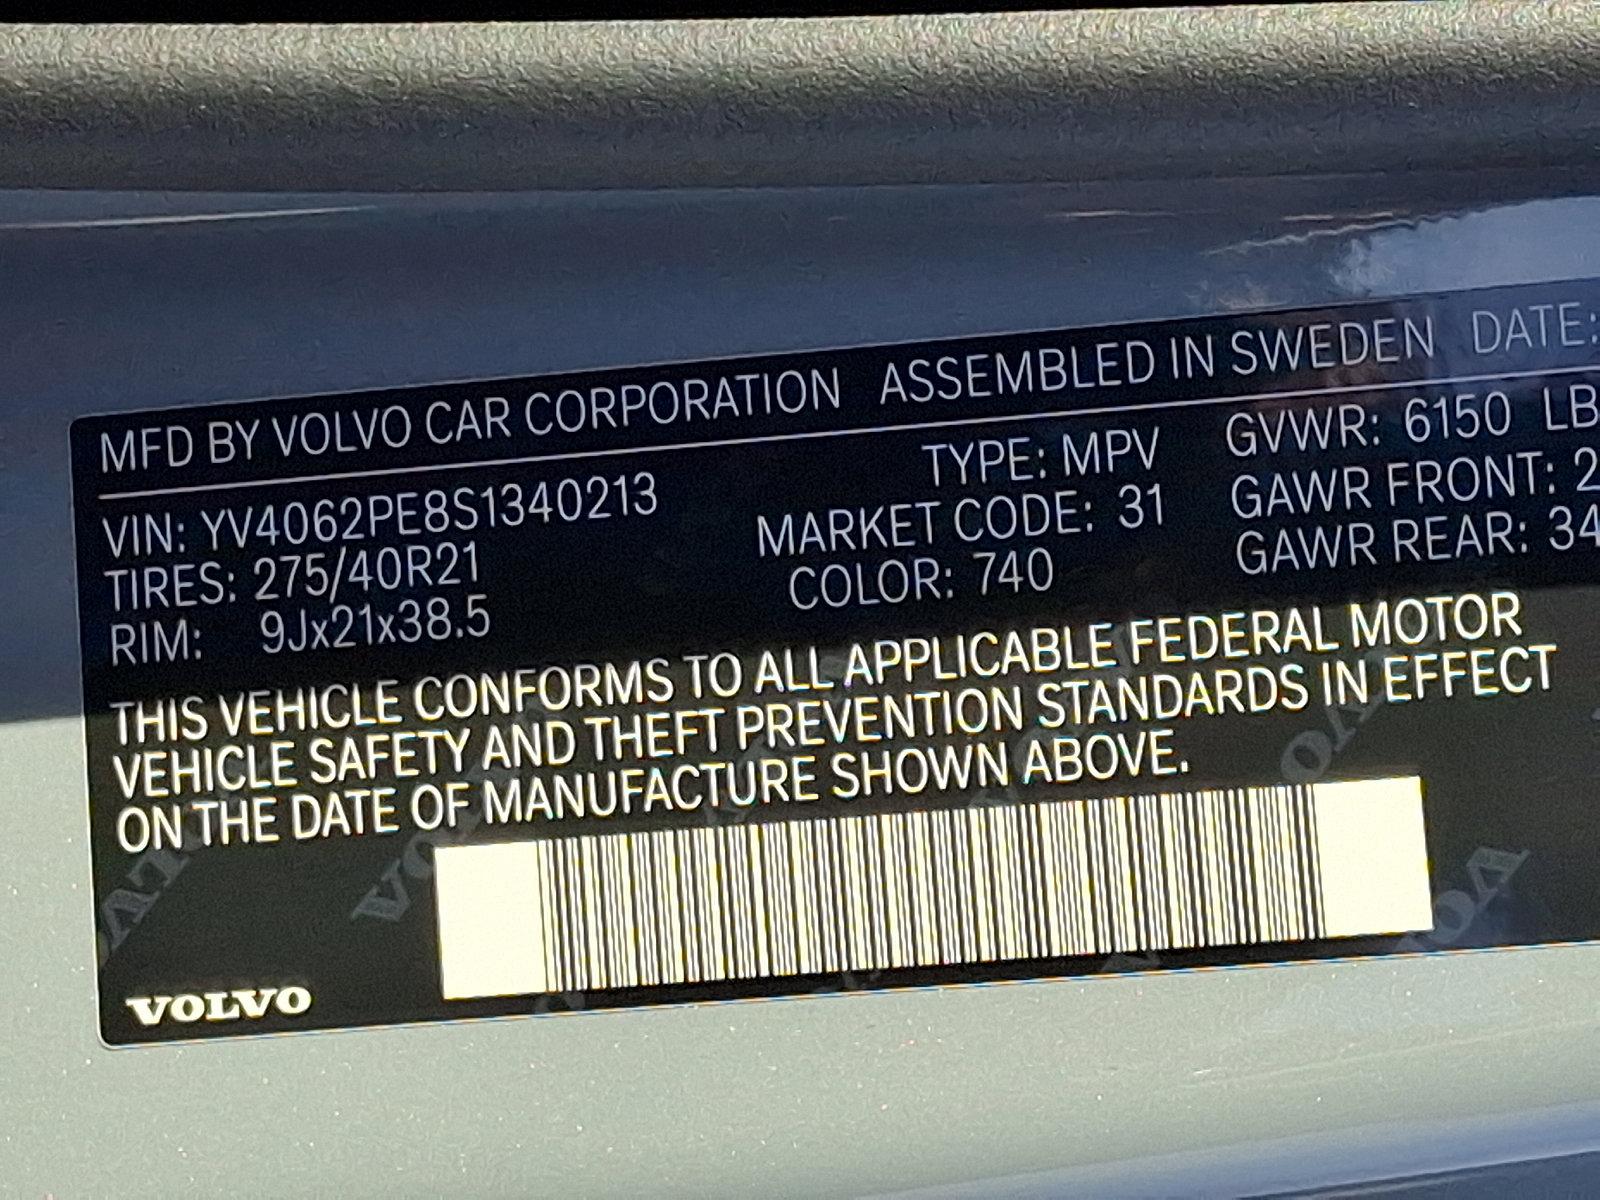 MFD BY VOLVO CAR CORPORATION ASSEMBLED IN SWEDEN DATE:
VIN: YV4062PE8S1340213 TYPE: MPV GVWR: 6150 LB
TIRES: 275/40R21 MARKET CODE: 31 GAWR FRONT: 2
RIM: 9Jx21x38.5 COLOR: 740 GAWR REAR: 34
THIS VEHICLE CONFORMS TO ALL APPLICABLE FEDERAL MOTOR
VEHICLE SAFETY AND THEFT PREVENTION STANDARDS IN EFFECT
ON THE DATE OF MANUFACTURE SHOWN ABOVE.
VOLVO